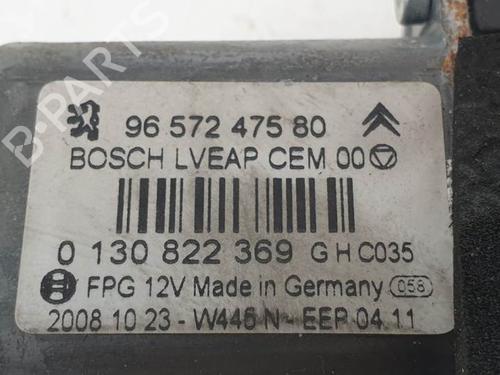 B-PARTS
96 572 475 80
BOSCH LVEAP CEM 00
0 130 822 369 G H C035
FPG 12V Made in Germany 058
2008 10 23 - W446 N - EEP 04 11